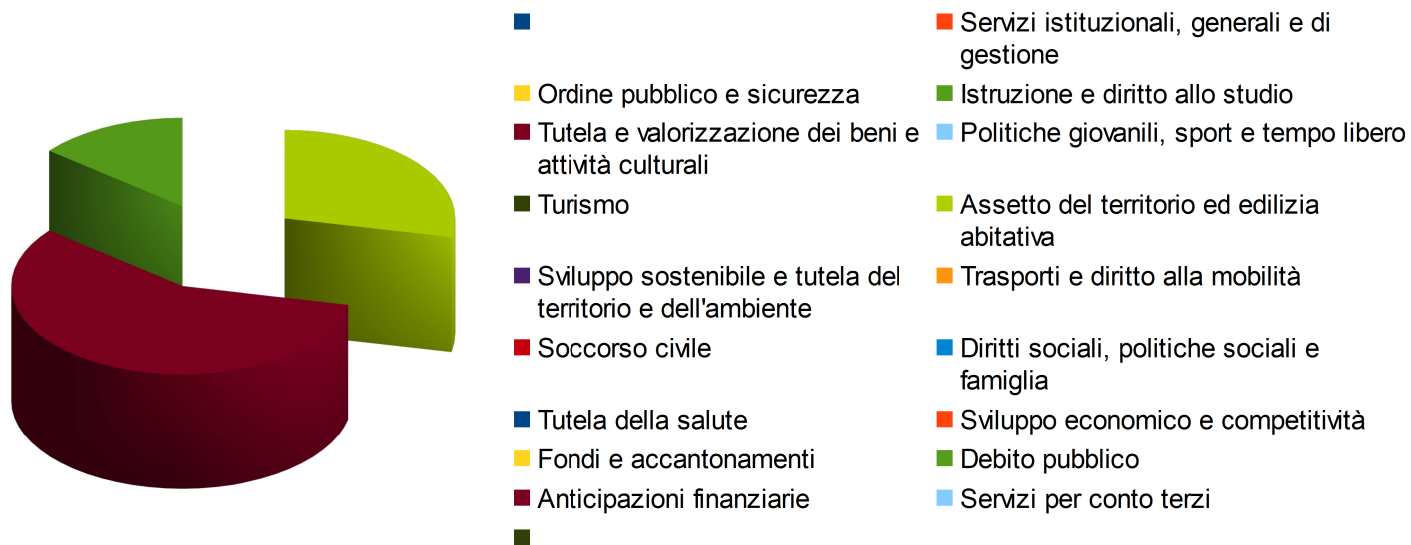 Servizi istituzionali, generali e di
gestione
Ordine pubblico e sicurezza
Istruzione e diritto allo studio
Tutela e valorizzazione dei beni e
attività culturali
Politiche giovanili, sport e tempo libero
Turismo
Assetto del territorio ed edilizia
abitativa
Sviluppo sostenibile e tutela del
territorio e dell'ambiente
Trasporti e diritto alla mobilità
Soccorso civile
Diritti sociali, politiche sociali e
famiglia
Tutela della salute
Sviluppo economico e competitività
Fondi e accantonamenti
Debito pubblico
Anticipazioni finanziarie
Servizi per conto terzi